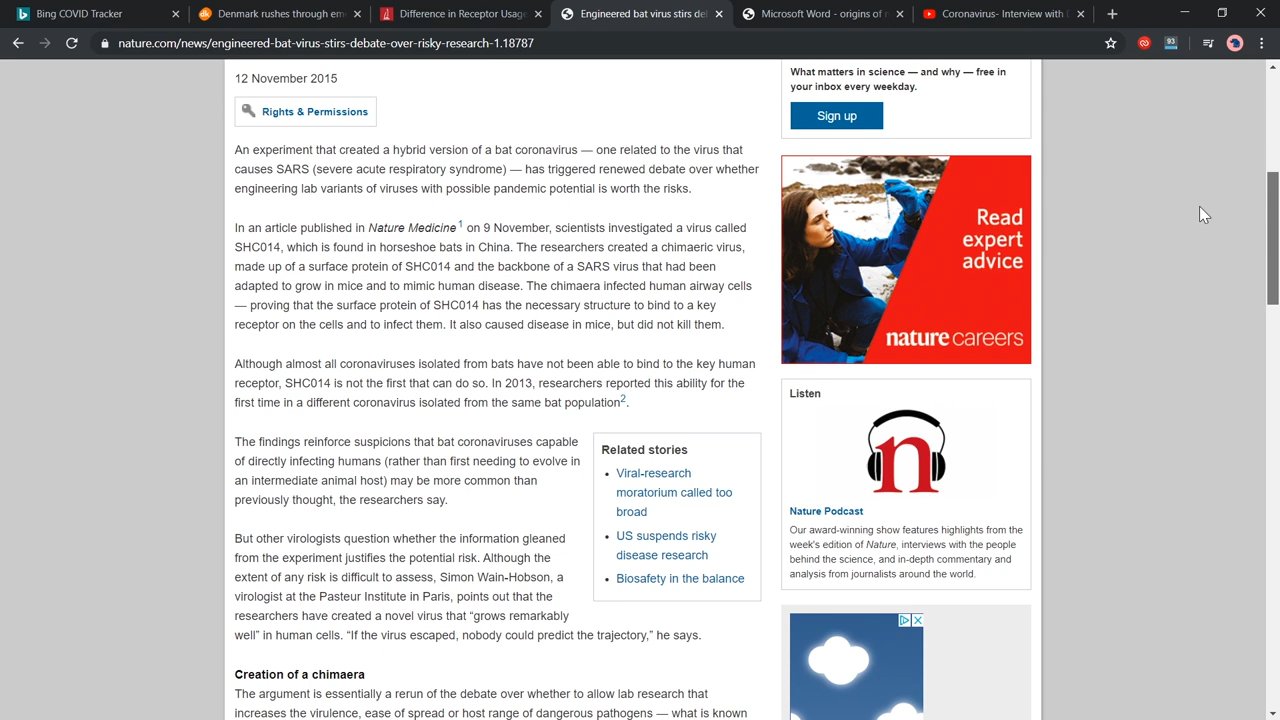 Bing COVID Tracker
Denmark rushes through em
Difference in Receptor Usage
Engineered bat virus stirs deb
Microsoft Word - origins of
Coronavirus- Interview with
nature.com/news/engineered-bat-virus-stirs-debate-over-risky-research-1.18787
93
12 November 2015
Rights & Permissions
An experiment that created a hybrid version of a bat coronavirus — one related to the virus that
causes SARS (severe acute respiratory syndrome) — has triggered renewed debate over whether
engineering lab variants of viruses with possible pandemic potential is worth the risks.
In an article published in Nature Medicine1 on 9 November, scientists investigated a virus called
SHC014, which is found in horseshoe bats in China. The researchers created a chimaeric virus,
made up of a surface protein of SHC014 and the backbone of a SARS virus that had been
adapted to grow in mice and to mimic human disease. The chimaera infected human airway cells
— proving that the surface protein of SHC014 has the necessary structure to bind to a key
receptor on the cells and to infect them. It also caused disease in mice, but did not kill them.
Although almost all coronaviruses isolated from bats have not been able to bind to the key human
receptor, SHC014 is not the first that can do so. In 2013, researchers reported this ability for the
first time in a different coronavirus isolated from the same bat population2.
The findings reinforce suspicions that bat coronaviruses capable
of directly infecting humans (rather than first needing to evolve in
an intermediate animal host) may be more common than
previously thought, the researchers say.
But other virologists question whether the information gleaned
from the experiment justifies the potential risk. Although the
extent of any risk is difficult to assess, Simon Wain-Hobson, a
virologist at the Pasteur Institute in Paris, points out that the
researchers have created a novel virus that “grows remarkably
well” in human cells. “If the virus escaped, nobody could predict the trajectory,” he says.
Creation of a chimaera
The argument is essentially a rerun of the debate over whether to allow lab research that
increases the virulence, ease of spread or host range of dangerous pathogens — what is known
Related stories
• Viral-research
moratorium called too
broad
• US suspends risky
disease research
• Biosafety in the balance
What matters in science — and why — free in
your inbox every weekday.
Sign up
Read
expert
advice
nature careers
Listen
n
Nature Podcast
Our award-winning show features highlights from the
week's edition of Nature, interviews with the people
behind the science, and in-depth commentary and
analysis from journalists around the world.